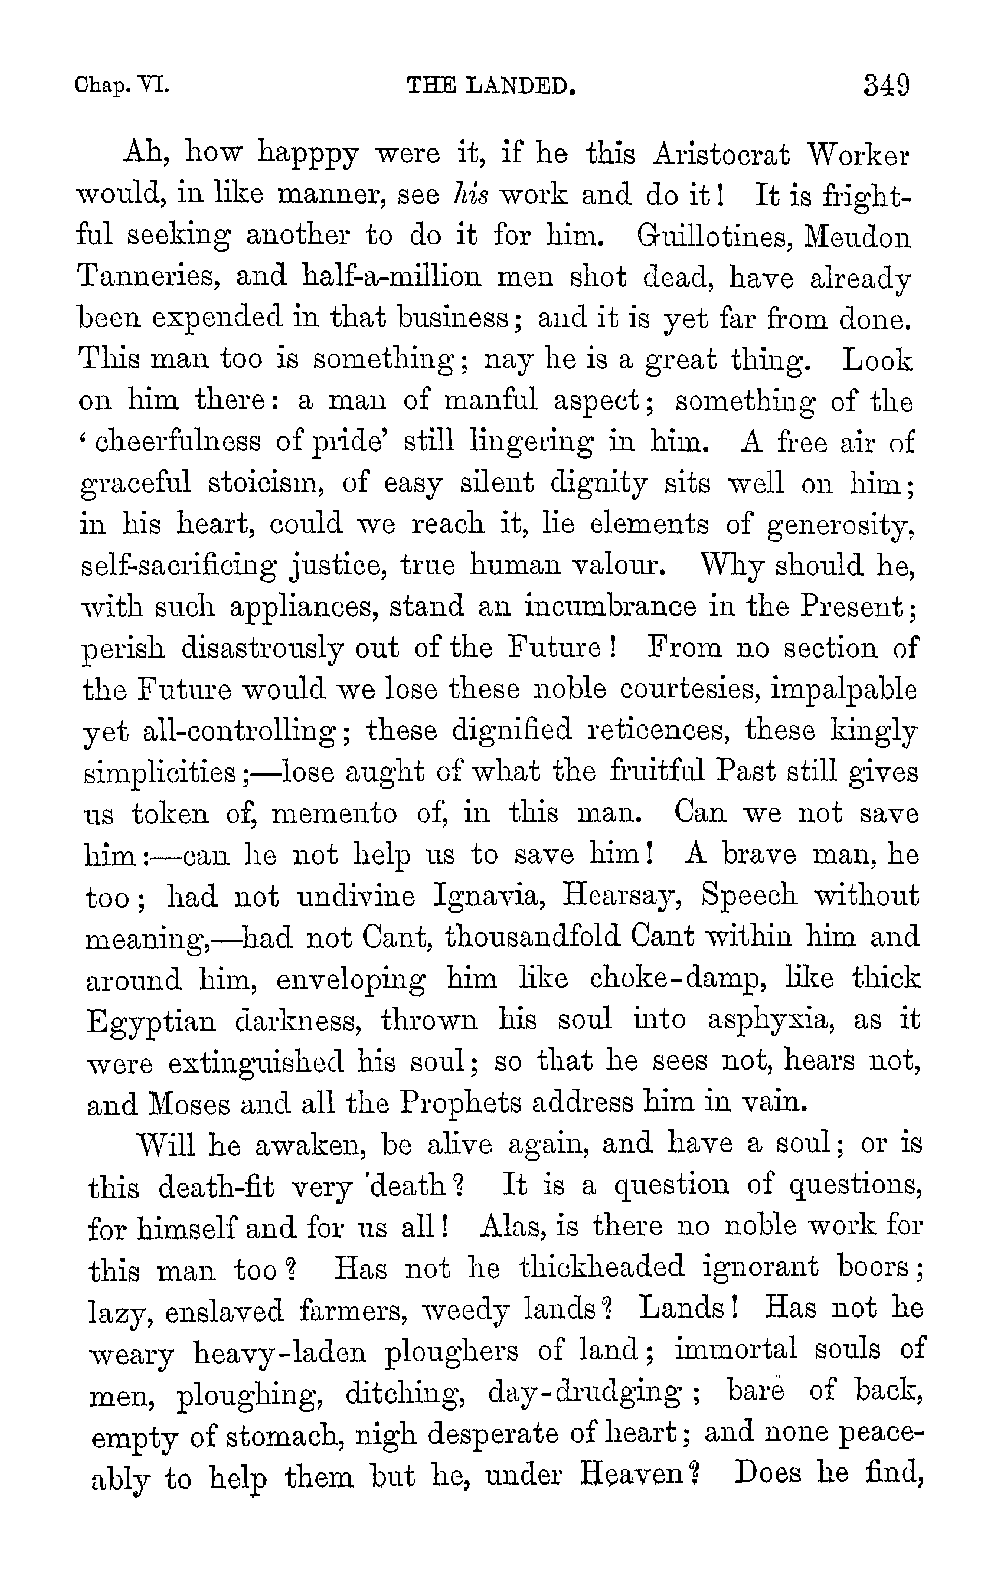 Chap. VI. THE LANDED. 349
Ah, how happpy were it, if he this Aristocrat Worker
would, in like manner, see his work and do it! It is fright-
ful seeking another to do it for him. Guillotines, Meudon
Tanneries, and half-a-million men shot dead, have already
been expended in that business; and it is yet far from done.
This man too is something; nay he is a great thing. Look
on him there: a man of manful aspect; something of the
‘cheerfulness of pride’ still lingering in him. A free air of
graceful stoicism, of easy silent dignity sits well on him;
in his heart, could we reach it, lie elements of generosity,
self-sacrificing justice, true human valour. Why should he,
with such appliances, stand an incumbrance in the Present;
perish disastrously out of the Future! From no section of
the Future would we lose these noble courtesies, impalpable
yet all-controlling; these dignified reticences, these kingly
simplicities;—lose aught of what the fruitful Past still gives
us token of, memento of, in this man. Can we not save
him:—can he not help us to save him! A brave man, he
too; had not undivine Ignavia, Hearsay, Speech without
meaning,—had not Cant, thousandfold Cant within him and
around him, enveloping him like choke-damp, like thick
Egyptian darkness, thrown his soul into asphyxia, as it
were extinguished his soul; so that he sees not, hears not,
and Moses and all the Prophets address him in vain.
Will he awaken, be alive again, and have a soul; or is
this death-fit very death? It is a question of questions,
for himself and for us all! Alas, is there no noble work for
this man too? Has not he thickheaded ignorant boors;
lazy, enslaved farmers, weedy lands? Lands! Has not he
weary heavy-laden ploughers of land; immortal souls of
men, ploughing, ditching, day-drudging; bare of back,
empty of stomach, nigh desperate of heart; and none peace-
ably to help them but he, under Heaven? Does he find,